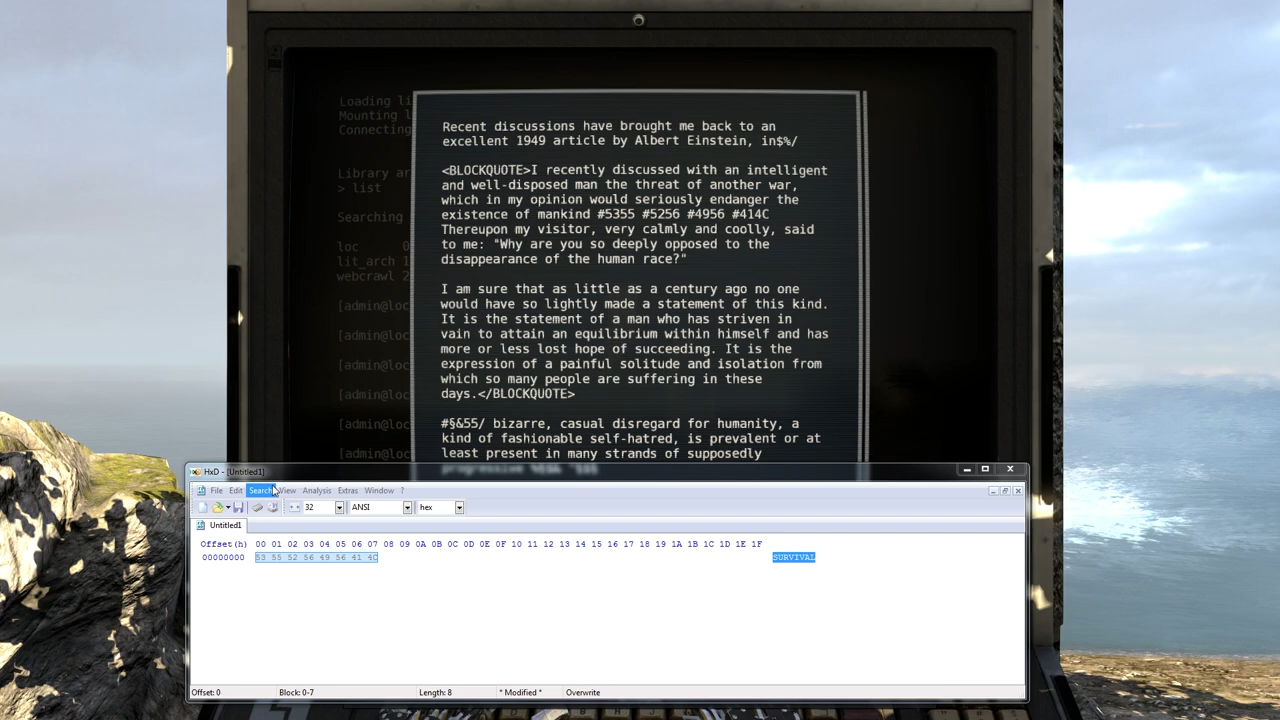 Loading li
Mounting l
Connecting
Library ar
> list
Searching
loc 0
lit_arch 1
webcrawl 2
[admin@loc
[admin@loc
[admin@loc
[admin@loc
[admin@loc
[admin@loc
Recent discussions have brought me back to an
excellent 1949 article by Albert Einstein, in$%/
<BLOCKQUOTE>I recently discussed with an intelligent
and well-disposed man the threat of another war,
which in my opinion would seriously endanger the
existence of mankind #5355 #5256 #4956 #414C
Thereupon my visitor, very calmly and coolly, said
to me: "Why are you so deeply opposed to the
disappearance of the human race?"
I am sure that as little as a century ago no one
would have so lightly made a statement of this kind.
It is the statement of a man who has striven in
vain to attain an equilibrium within himself and has
more or less lost hope of succeeding. It is the
expression of a painful solitude and isolation from
which so many people are suffering in these
days.</BLOCKQUOTE>
#§&55/ bizarre, casual disregard for humanity, a
kind of fashionable self-hatred, is prevalent or at
least present in many strands of supposedly
progressive
HxD - [Untitled1]
File Edit Search View Analysis Extras Window ?
32 ANSI hex
Untitled1
Offset(h) 00 01 02 03 04 05 06 07 08 09 0A 0B 0C 0D 0E 0F 10 11 12 13 14 15 16 17 18 19 1A 1B 1C 1D 1E 1F
00000000 53 55 52 56 49 56 41 4C SURVIVAL
Offset: 0 Block: 0-7 Length: 8 * Modified * Overwrite